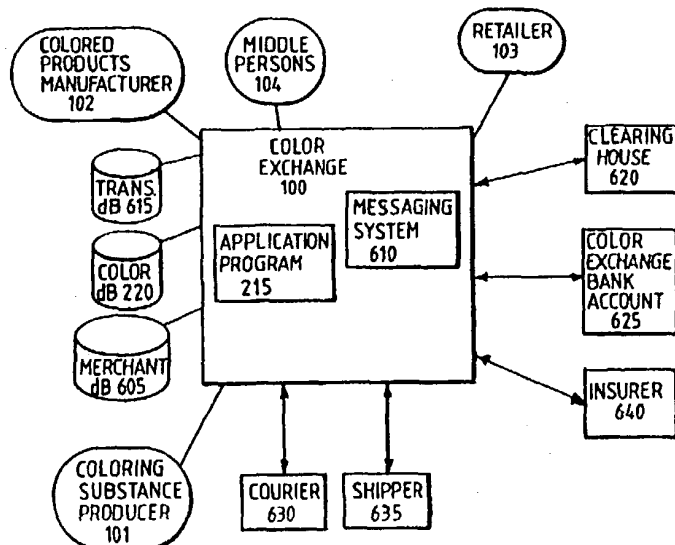 COLORED
PRODUCTS
MANUFACTURER
102
MIDDLE
PERSONS
104
RETAILER
103
COLOR
EXCHANGE
100
TRANS.
dB 615
MESSAGING
SYSTEM
610
APPLICATION
PROGRAM
215
COLOR
dB 220
MERCHANT
dB 605
CLEARING
HOUSE
620
COLOR
EXCHANGE
BANK
ACCOUNT
625
INSURER
640
COLORING
SUBSTANCE
PRODUCER
101
COURIER
630
SHIPPER
635